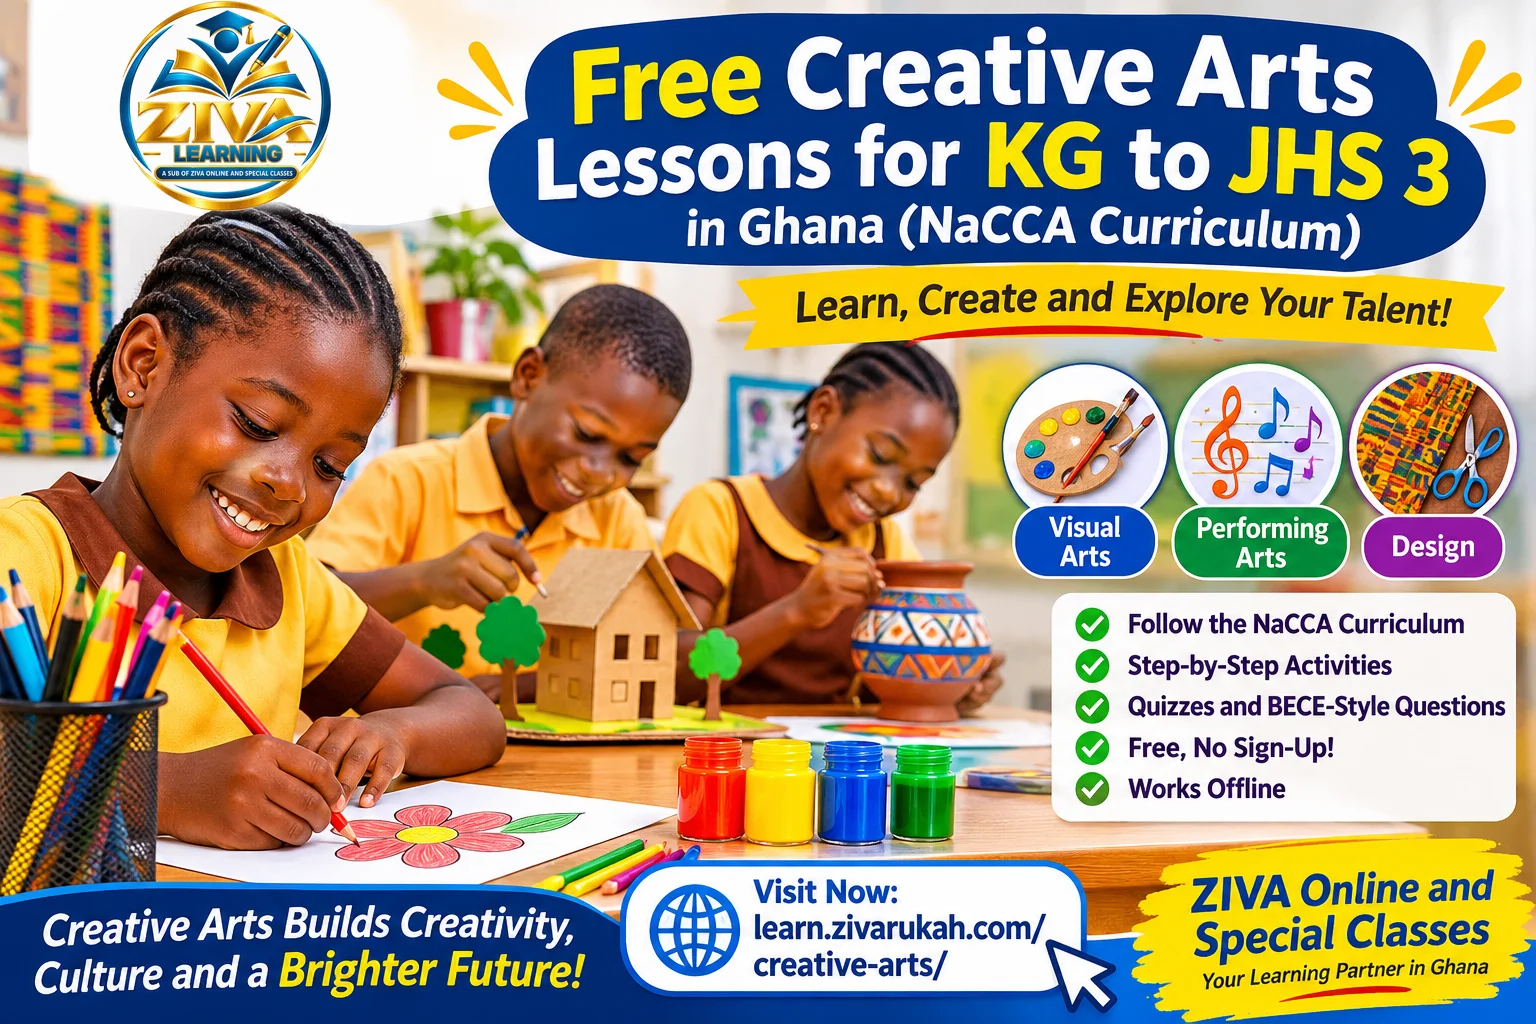 ZIVA
LEARNING
A SUB OF ZIVA ONLINE AND SPECIAL CLASSES
Free Creative Arts
Lessons for KG to JHS 3
in Ghana (NaCCA Curriculum)
Learn, Create and Explore Your Talent!
Visual
Arts
Performing
Arts
Design
Follow the NaCCA Curriculum
Step-by-Step Activities
Quizzes and BECE-Style Questions
Free, No Sign-Up!
Works Offline
Creative Arts Builds Creativity,
Culture and a Brighter Future!
Visit Now:
learn.zivarukah.com/
creative-arts/
ZIVA Online and
Special Classes
Your Learning Partner in Ghana